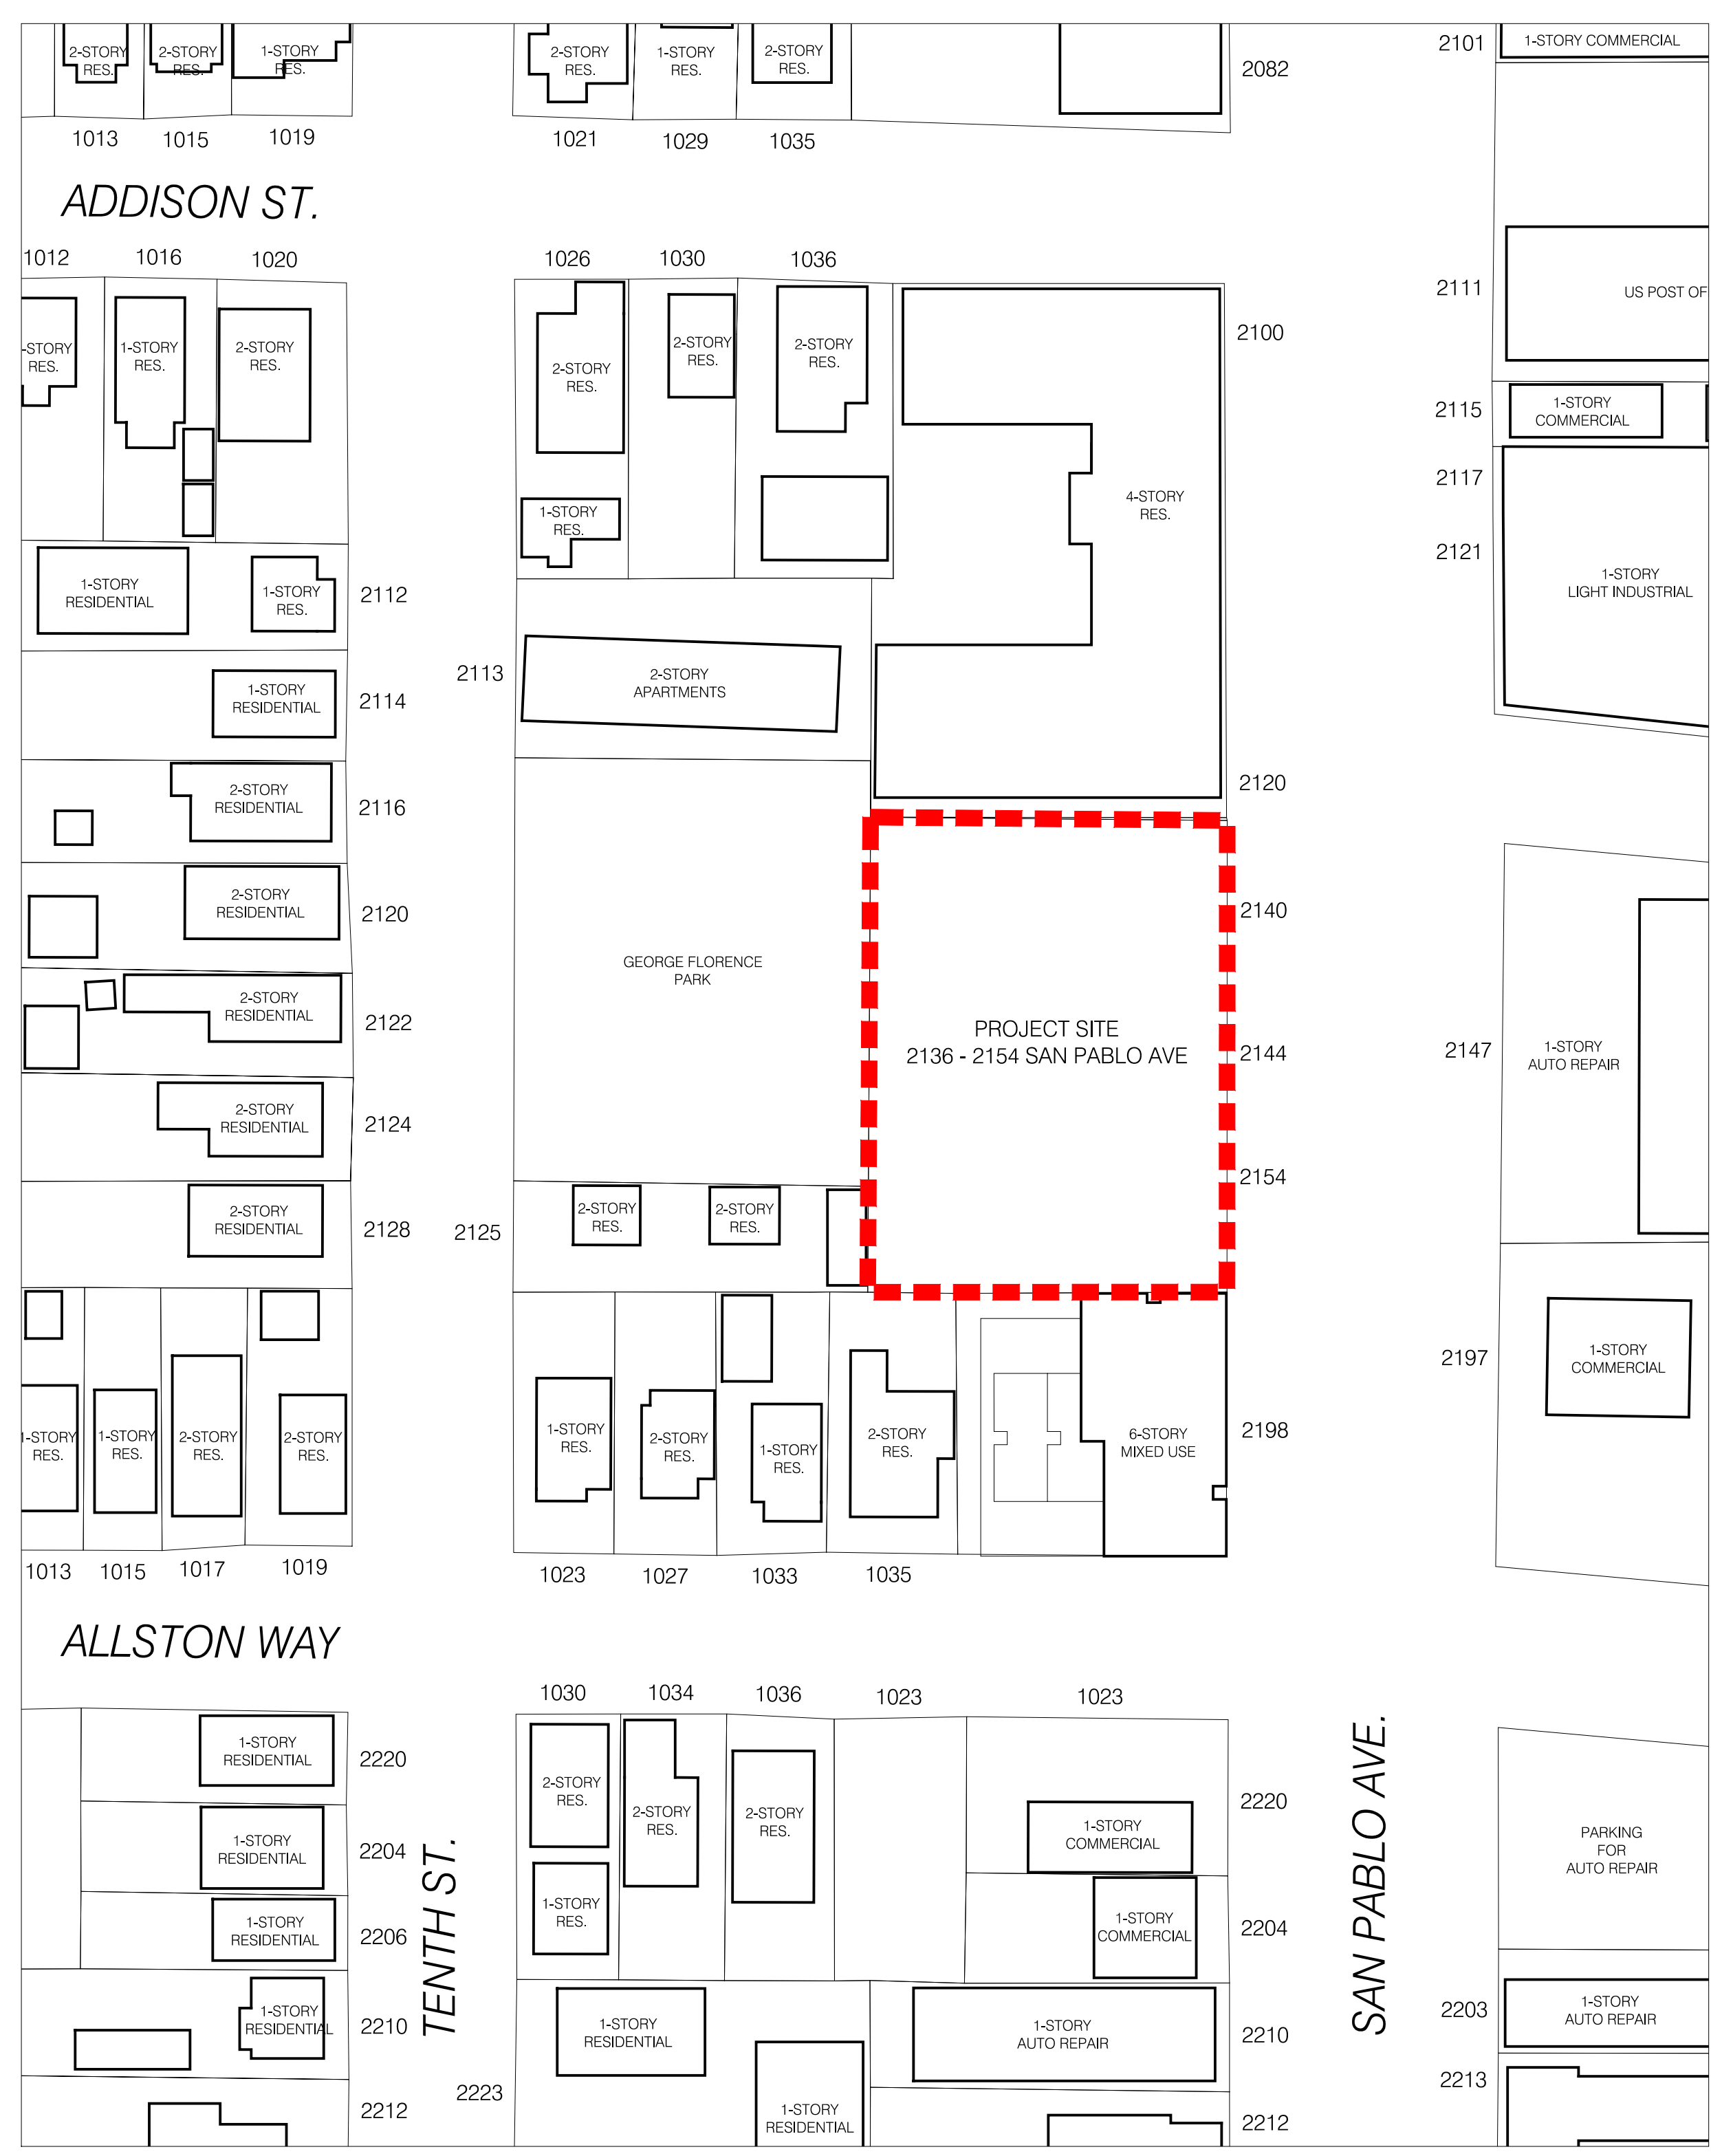 2-STORY
RES.
2-STORY
RES.
1-STORY
RES.
2-STORY
RES.
1-STORY
RES.
2-STORY
RES.
2082
2101
1-STORY COMMERCIAL
1013
1015
1019
1021
1029
1035
ADDISON ST.
1012
1016
1020
1026
1030
1036
2100
2111
US POST OF
-STORY
RES.
1-STORY
RES.
2-STORY
RES.
2-STORY
RES.
2-STORY
RES.
2-STORY
RES.
2115
1-STORY
COMMERCIAL
1-STORY
RES.
4-STORY
RES.
2117
2121
1-STORY
LIGHT INDUSTRIAL
1-STORY
RESIDENTIAL
1-STORY
RES.
2112
2113
2-STORY
APARTMENTS
1-STORY
RESIDENTIAL
2114
2-STORY
RESIDENTIAL
2116
2120
2-STORY
RESIDENTIAL
2120
2140
GEORGE FLORENCE
PARK
2-STORY
RESIDENTIAL
2122
PROJECT SITE
2136 - 2154 SAN PABLO AVE
2144
2147
1-STORY
AUTO REPAIR
2-STORY
RESIDENTIAL
2124
2154
2-STORY
RESIDENTIAL
2128
2125
2-STORY
RES.
2-STORY
RES.
2197
1-STORY
COMMERCIAL
1-STORY
RES.
1-STORY
RES.
2-STORY
RES.
2-STORY
RES.
1-STORY
RES.
2-STORY
RES.
1-STORY
RES.
2-STORY
RES.
6-STORY
MIXED USE
2198
1013
1015
1017
1019
1023
1027
1033
1035
ALLSTON WAY
1030
1034
1036
1023
1023
1-STORY
RESIDENTIAL
2220
2-STORY
RES.
2-STORY
RES.
2-STORY
RES.
1-STORY
COMMERCIAL
2220
SAN PABLO AVE.
PARKING
FOR
AUTO REPAIR
1-STORY
RESIDENTIAL
2204
TENTH ST.
1-STORY
RES.
1-STORY
COMMERCIAL
2204
1-STORY
RESIDENTIAL
2206
1-STORY
RESIDENTIAL
2210
1-STORY
RESIDENTIAL
1-STORY
AUTO REPAIR
2210
2203
1-STORY
AUTO REPAIR
2213
2223
2212
1-STORY
RESIDENTIAL
2212